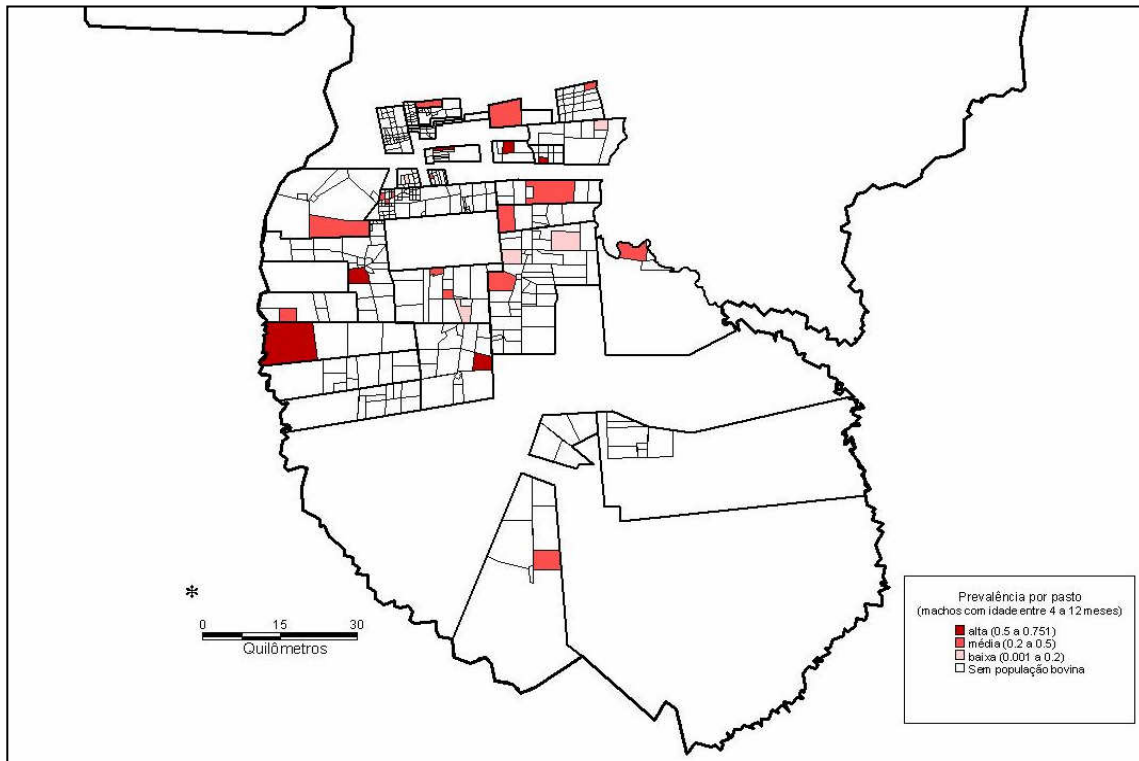 *
0 15 30
Quilômetros
Prevalência por pasto
(machos com idade entre 4 a 12 meses)
alta (0.5 a 0.751)
média (0.2 a 0.5)
baixa (0.001 a 0.2)
Sem população bovina